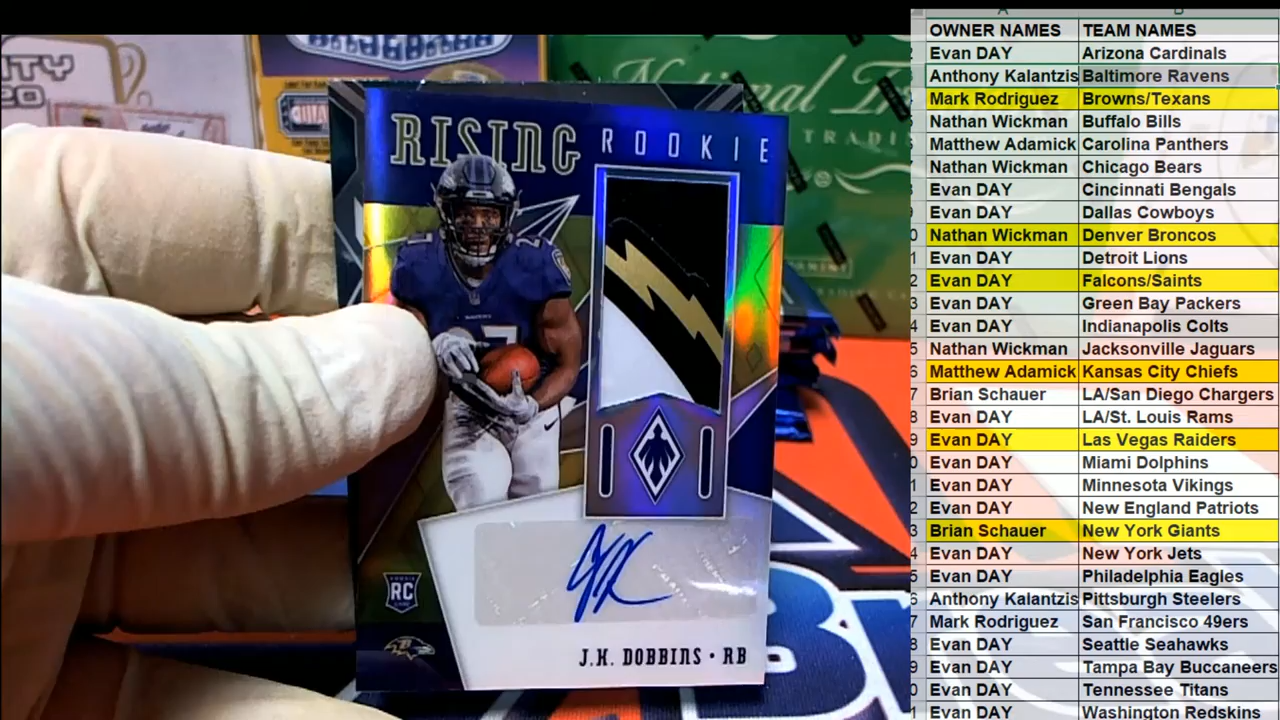 OWNER NAMES TEAM NAMES
Evan DAY Arizona Cardinals
Anthony Kalantzis Baltimore Ravens
Mark Rodriguez Browns/Texans
Nathan Wickman Buffalo Bills
Matthew Adamick Carolina Panthers
Nathan Wickman Chicago Bears
Evan DAY Cincinnati Bengals
Evan DAY Dallas Cowboys
Nathan Wickman Denver Broncos
Evan DAY Detroit Lions
Evan DAY Falcons/Saints
Evan DAY Green Bay Packers
Evan DAY Indianapolis Colts
Nathan Wickman Jacksonville Jaguars
Matthew Adamick Kansas City Chiefs
Brian Schauer LA/San Diego Chargers
Evan DAY LA/St. Louis Rams
Evan DAY Las Vegas Raiders
Evan DAY Miami Dolphins
Evan DAY Minnesota Vikings
Evan DAY New England Patriots
Brian Schauer New York Giants
Evan DAY New York Jets
Evan DAY Philadelphia Eagles
Anthony Kalantzis Pittsburgh Steelers
Mark Rodriguez San Francisco 49ers
Evan DAY Seattle Seahawks
Evan DAY Tampa Bay Buccaneers
Evan DAY Tennessee Titans
Evan DAY Washington Redskins
RISING ROOKIE
RC
J.K. DOBBINS • RB
National